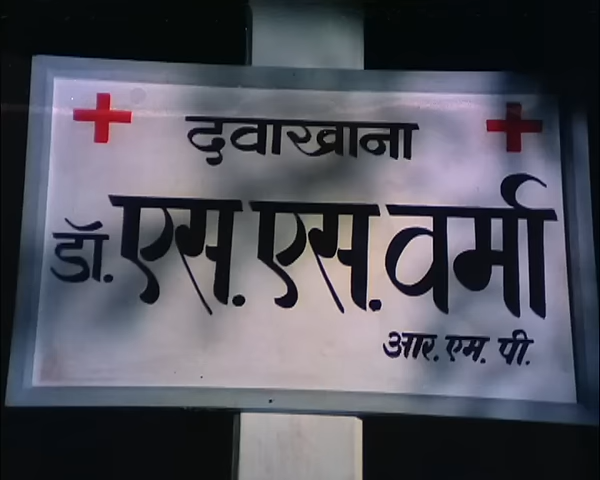 दवाखाना
डॉ. एस. एस. वर्मा
आर. एम. पी.